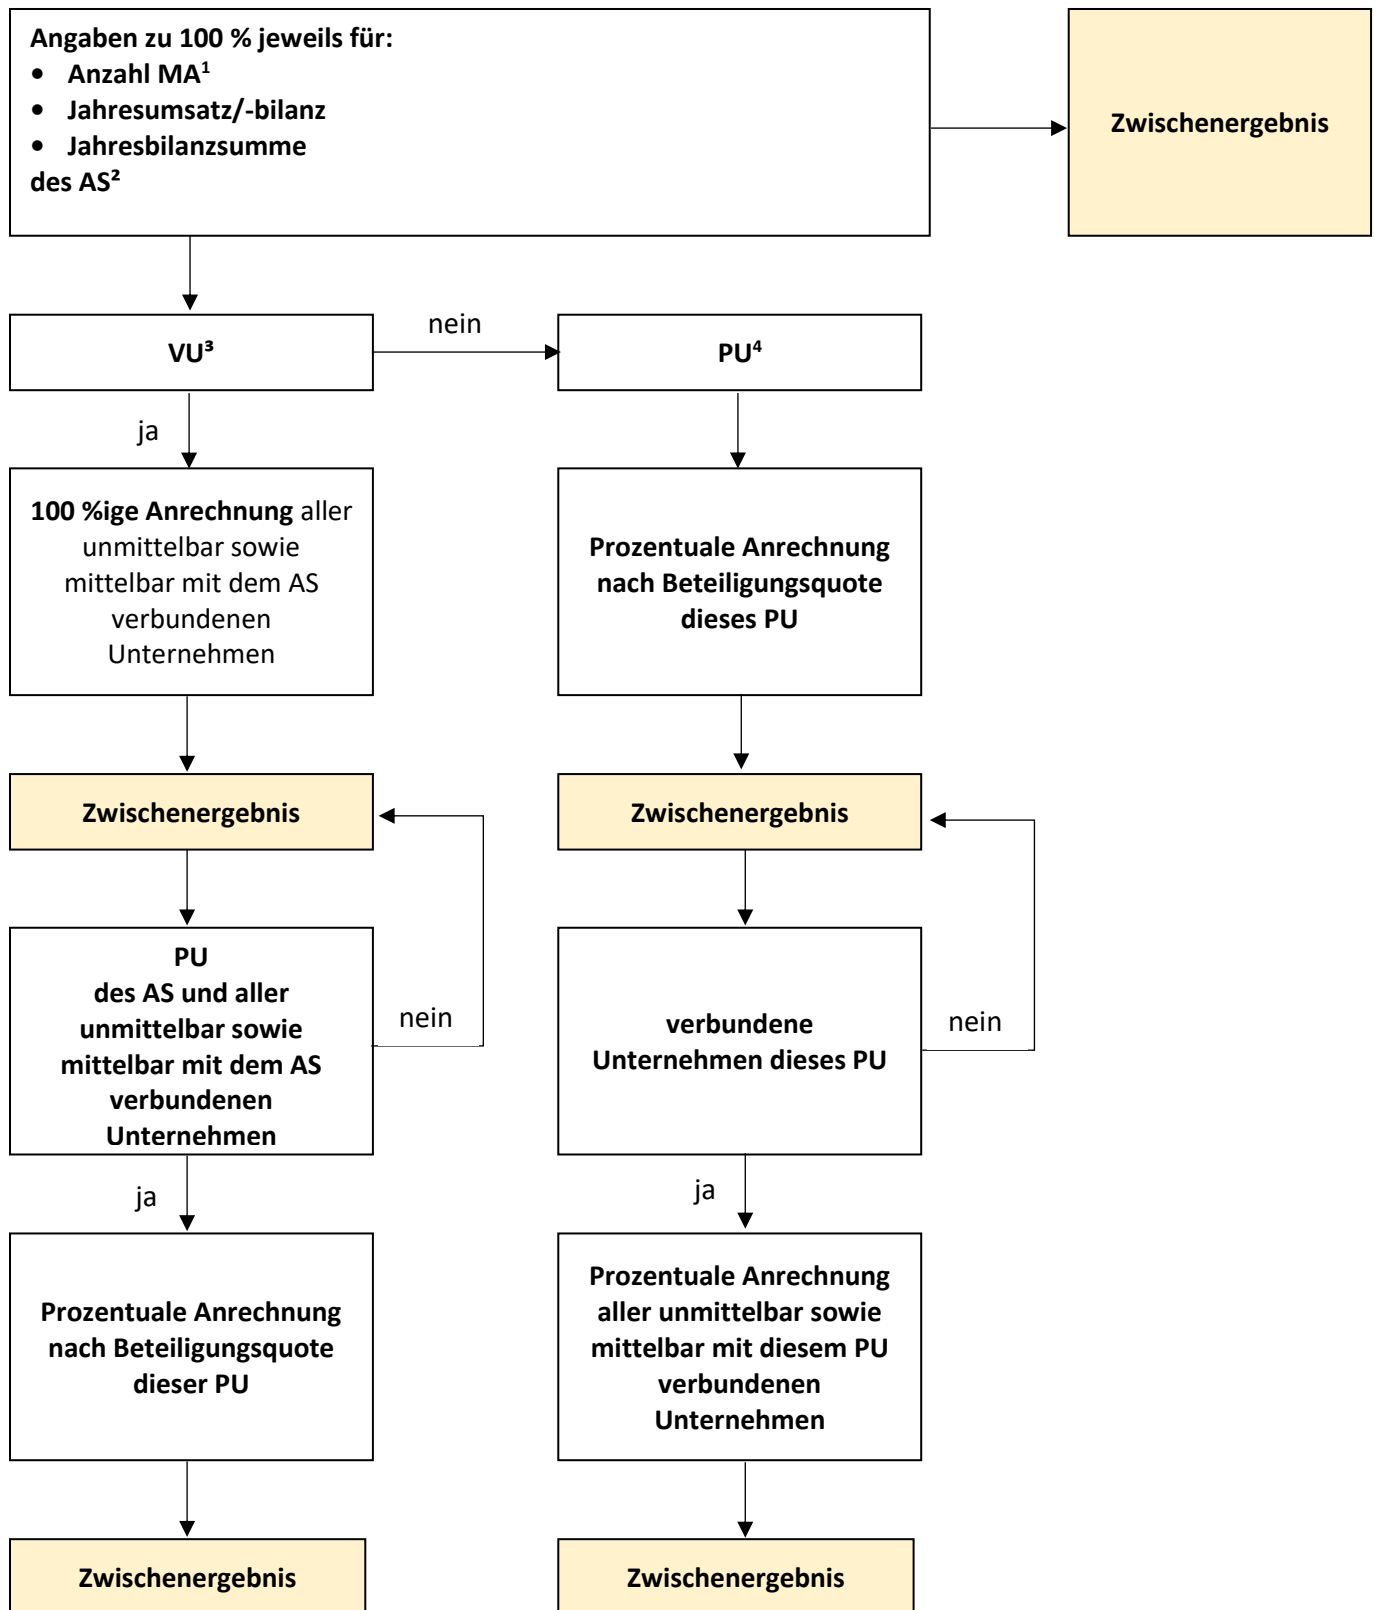 Angaben zu 100 % jeweils für:
• Anzahl MA¹
• Jahresumsatz/-bilanz
• Jahresbilanzsumme
des AS²
Zwischenergebnis
VU³
nein
PU⁴
ja
100 %ige Anrechnung aller
unmittelbar sowie
mittelbar mit dem AS
verbundenen
Unternehmen
Prozentuale Anrechnung
nach Beteiligungsquote
dieses PU
Zwischenergebnis
Zwischenergebnis
PU
des AS und aller
unmittelbar sowie
mittelbar mit dem AS
verbundenen
Unternehmen
nein
verbundene
Unternehmen dieses PU
nein
ja
ja
Prozentuale Anrechnung
nach Beteiligungsquote
dieser PU
Prozentuale Anrechnung
aller unmittelbar sowie
mittelbar mit diesem PU
verbundenen
Unternehmen
Zwischenergebnis
Zwischenergebnis